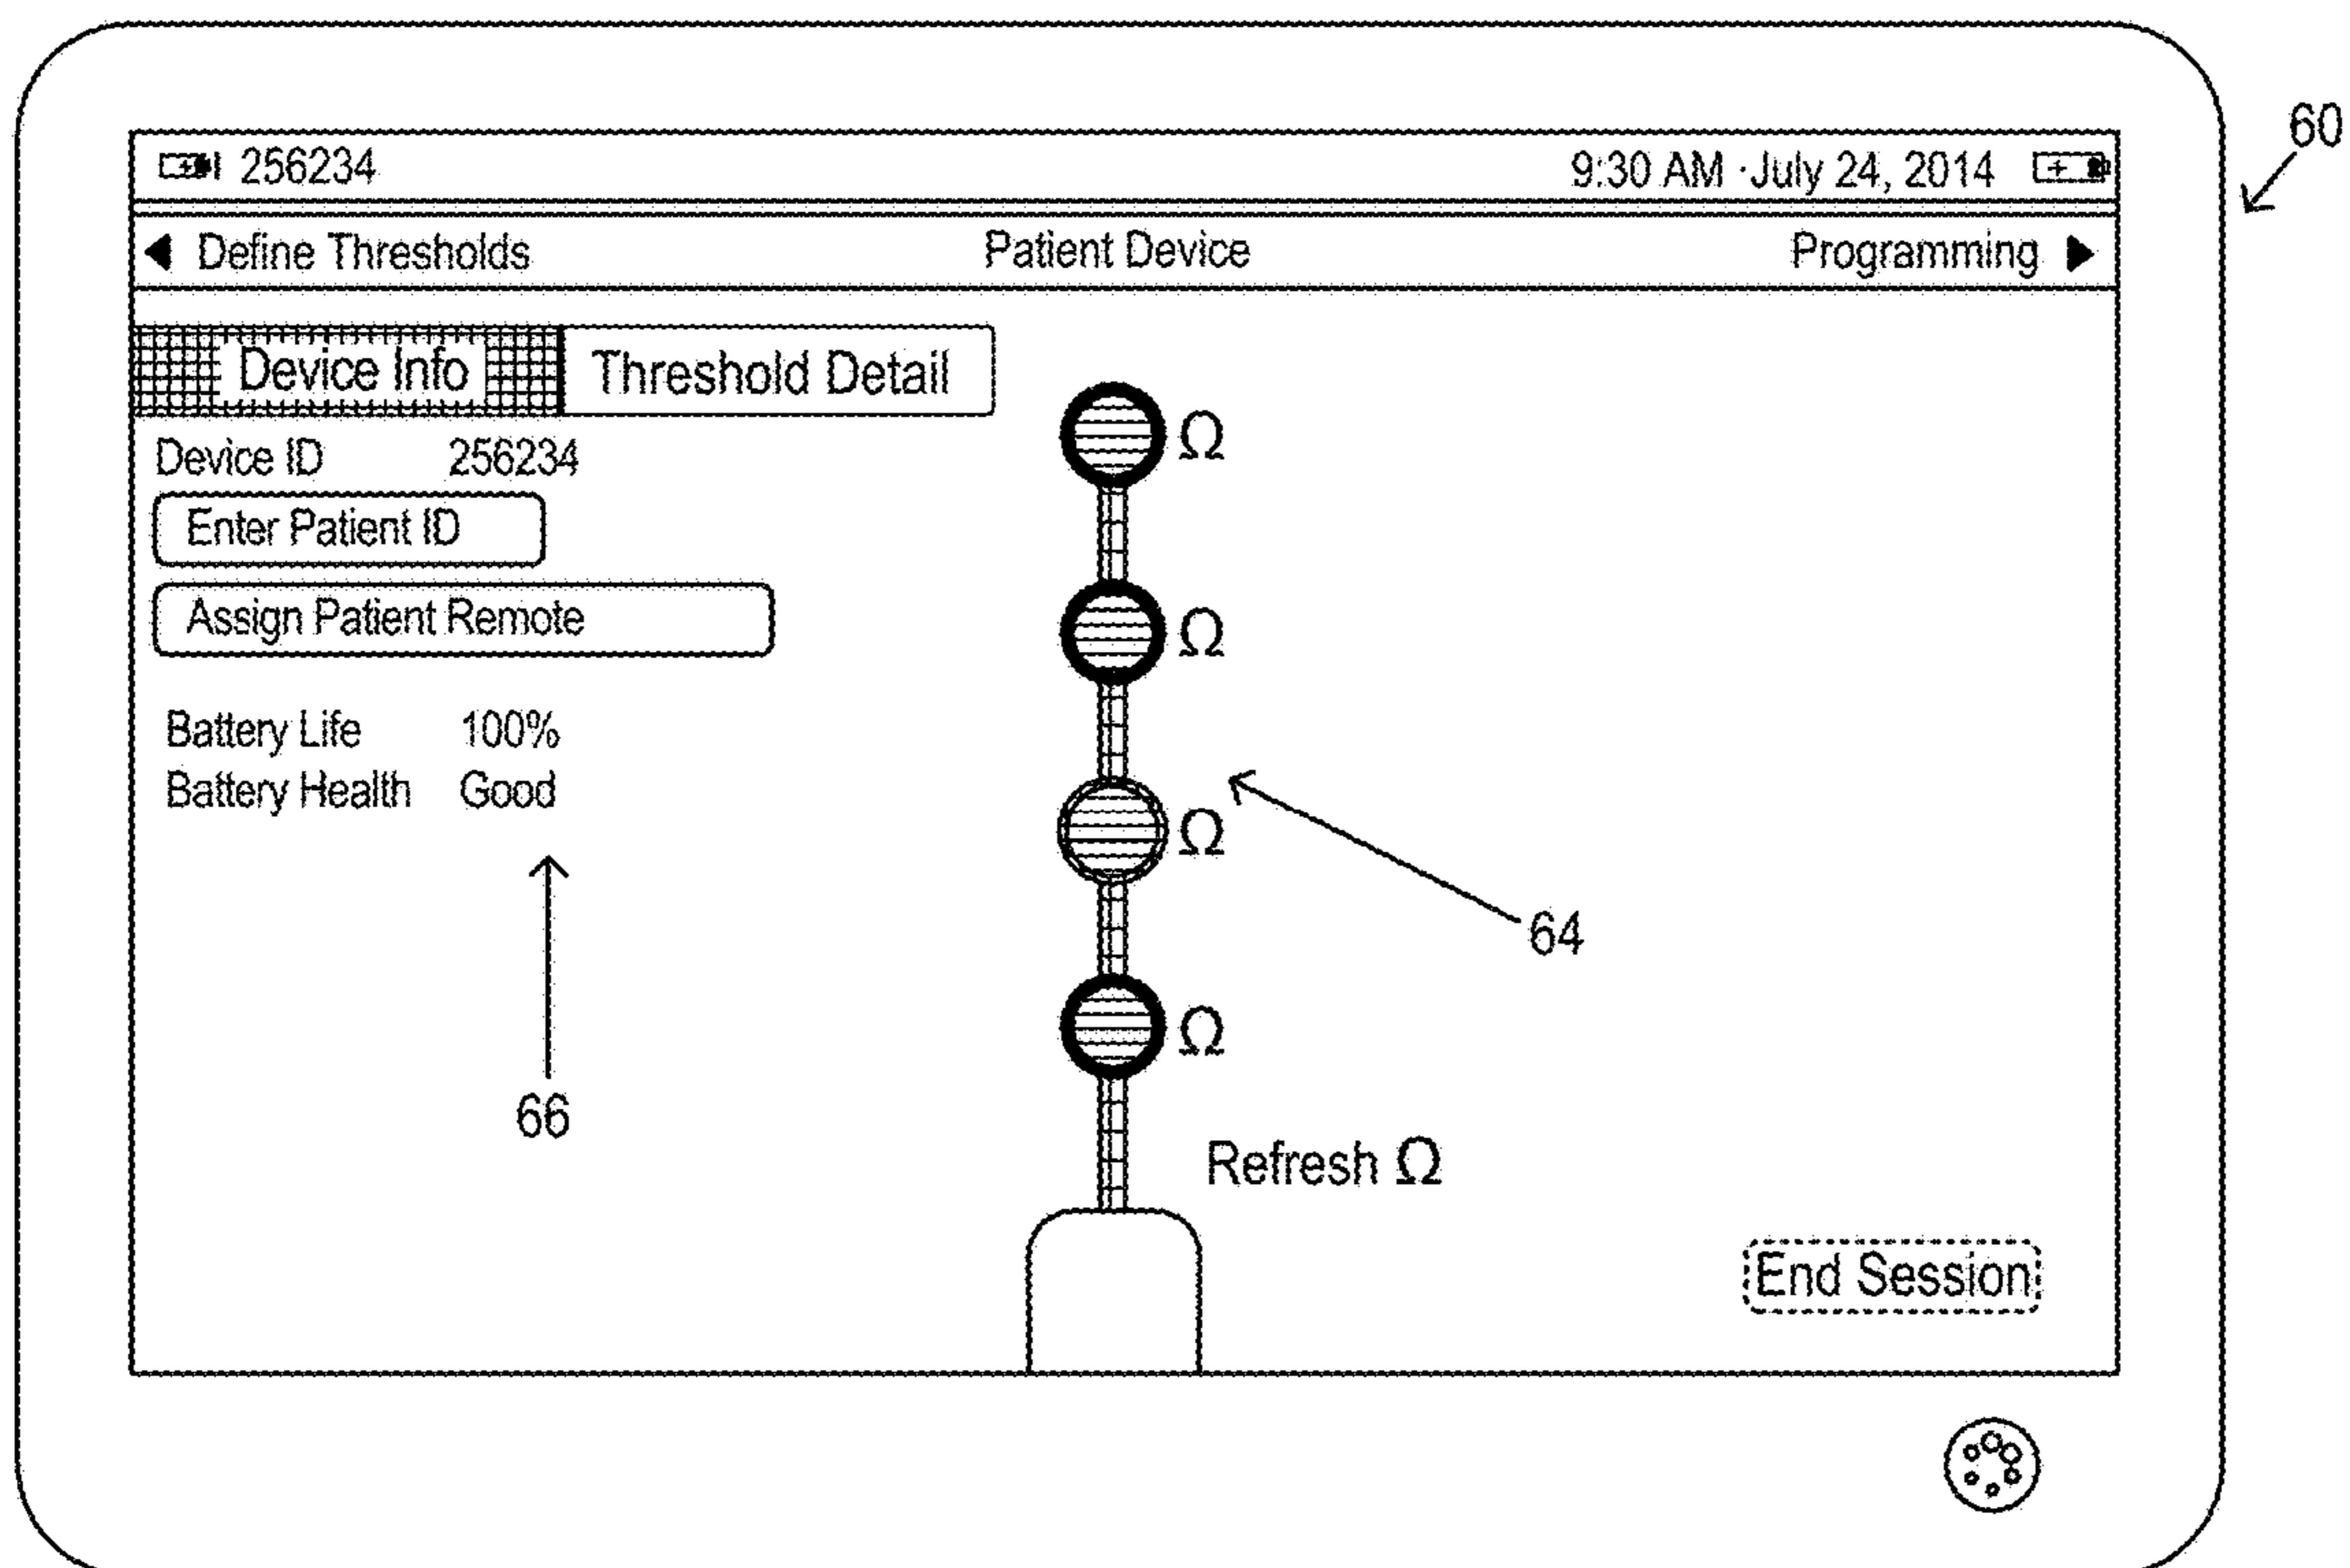 256234 9:30 AM ·July 24, 2014
60
◀ Define Thresholds Patient Device Programming ▶
Device Info Threshold Detail
Ω
Device ID 256234
Enter Patient ID
Assign Patient Remote
Ω
Battery Life 100%
Battery Health Good
Ω
64
Ω
66
Refresh Ω
End Session